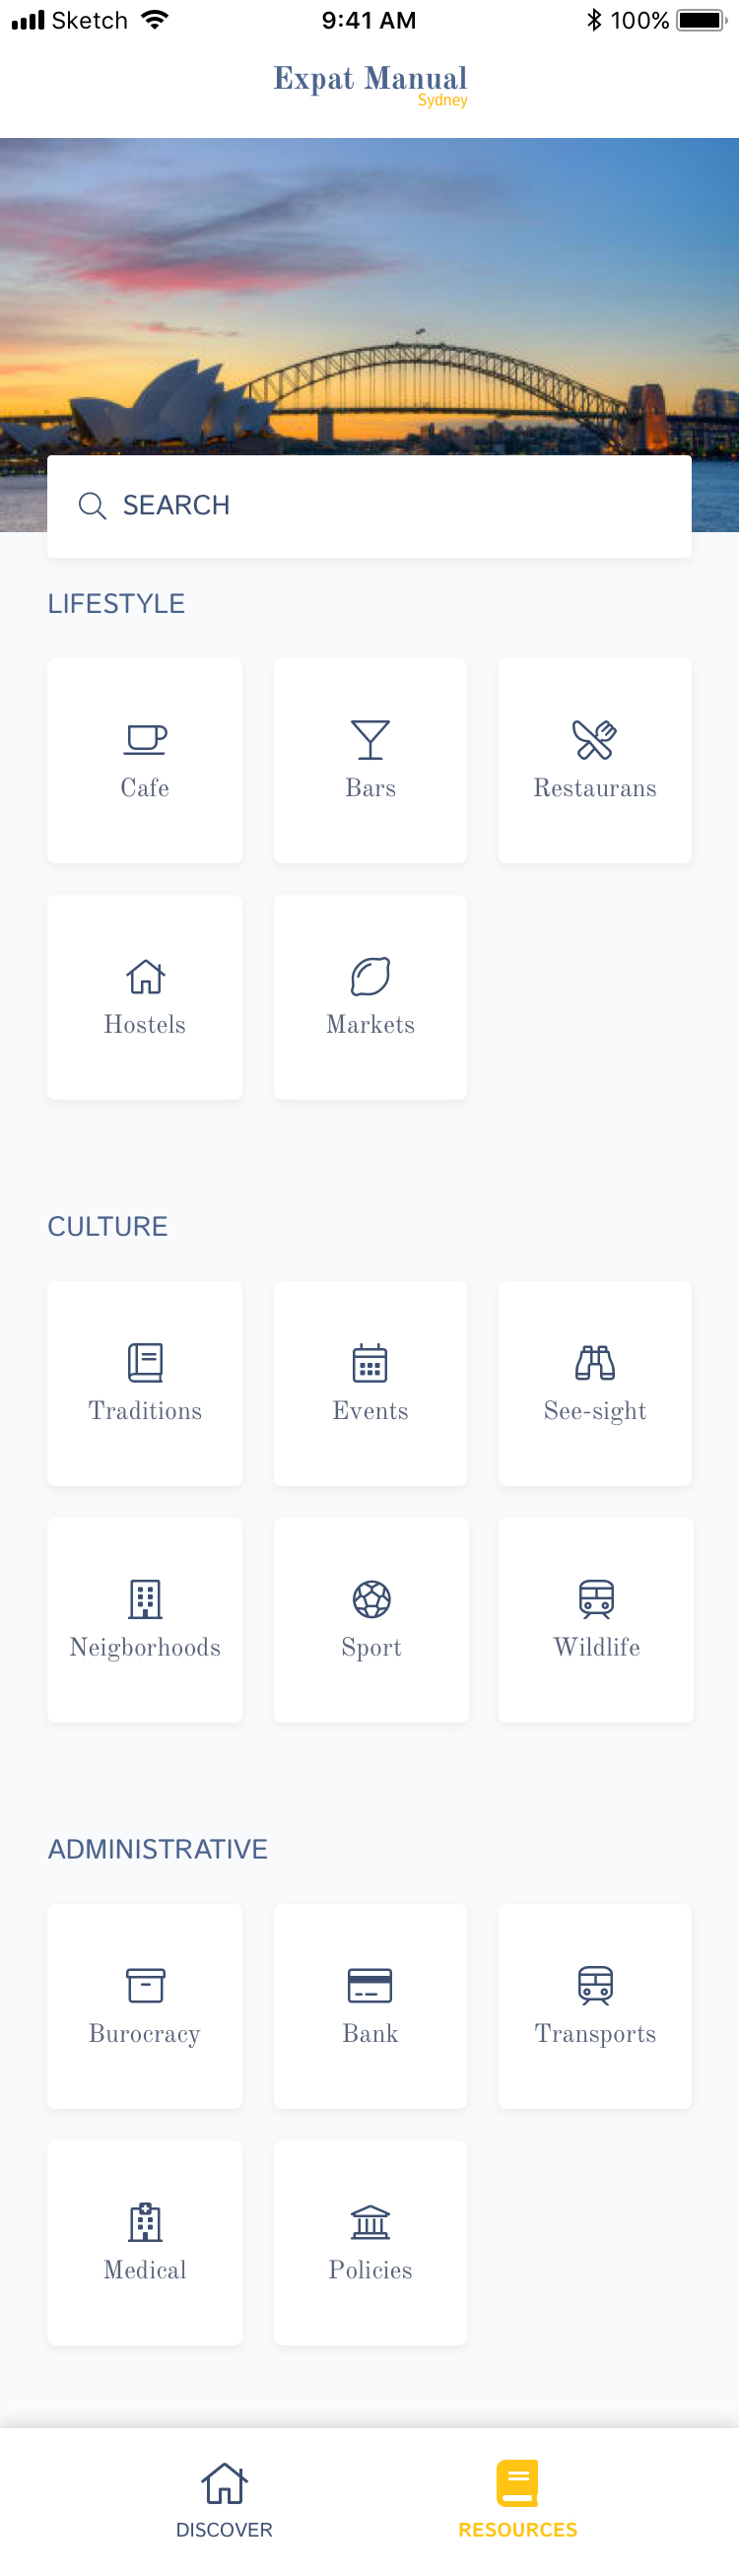 Sketch 9:41 AM 100%
Expat Manual
Sydney
SEARCH
LIFESTYLE
Cafe Bars Restaurans
Hostels Markets
CULTURE
Traditions Events See-sight
Neigborhoods Sport Wildlife
ADMINISTRATIVE
Burocracy Bank Transports
Medical Policies
DISCOVER RESOURCES